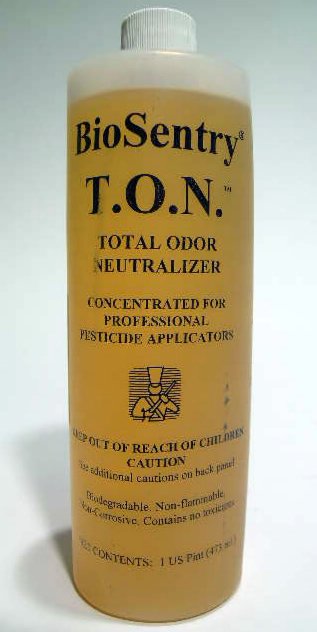 BioSentry®
T.O.N.™
TOTAL ODOR
NEUTRALIZER
CONCENTRATED FOR
PROFESSIONAL
PESTICIDE APPLICATORS
KEEP OUT OF REACH OF CHILDREN
CAUTION
See additional cautions on back panel
Biodegradable, Non-flammable,
Non-Corrosive, Contains no toxicants
NET CONTENTS: 1 US Pint (473 mL)